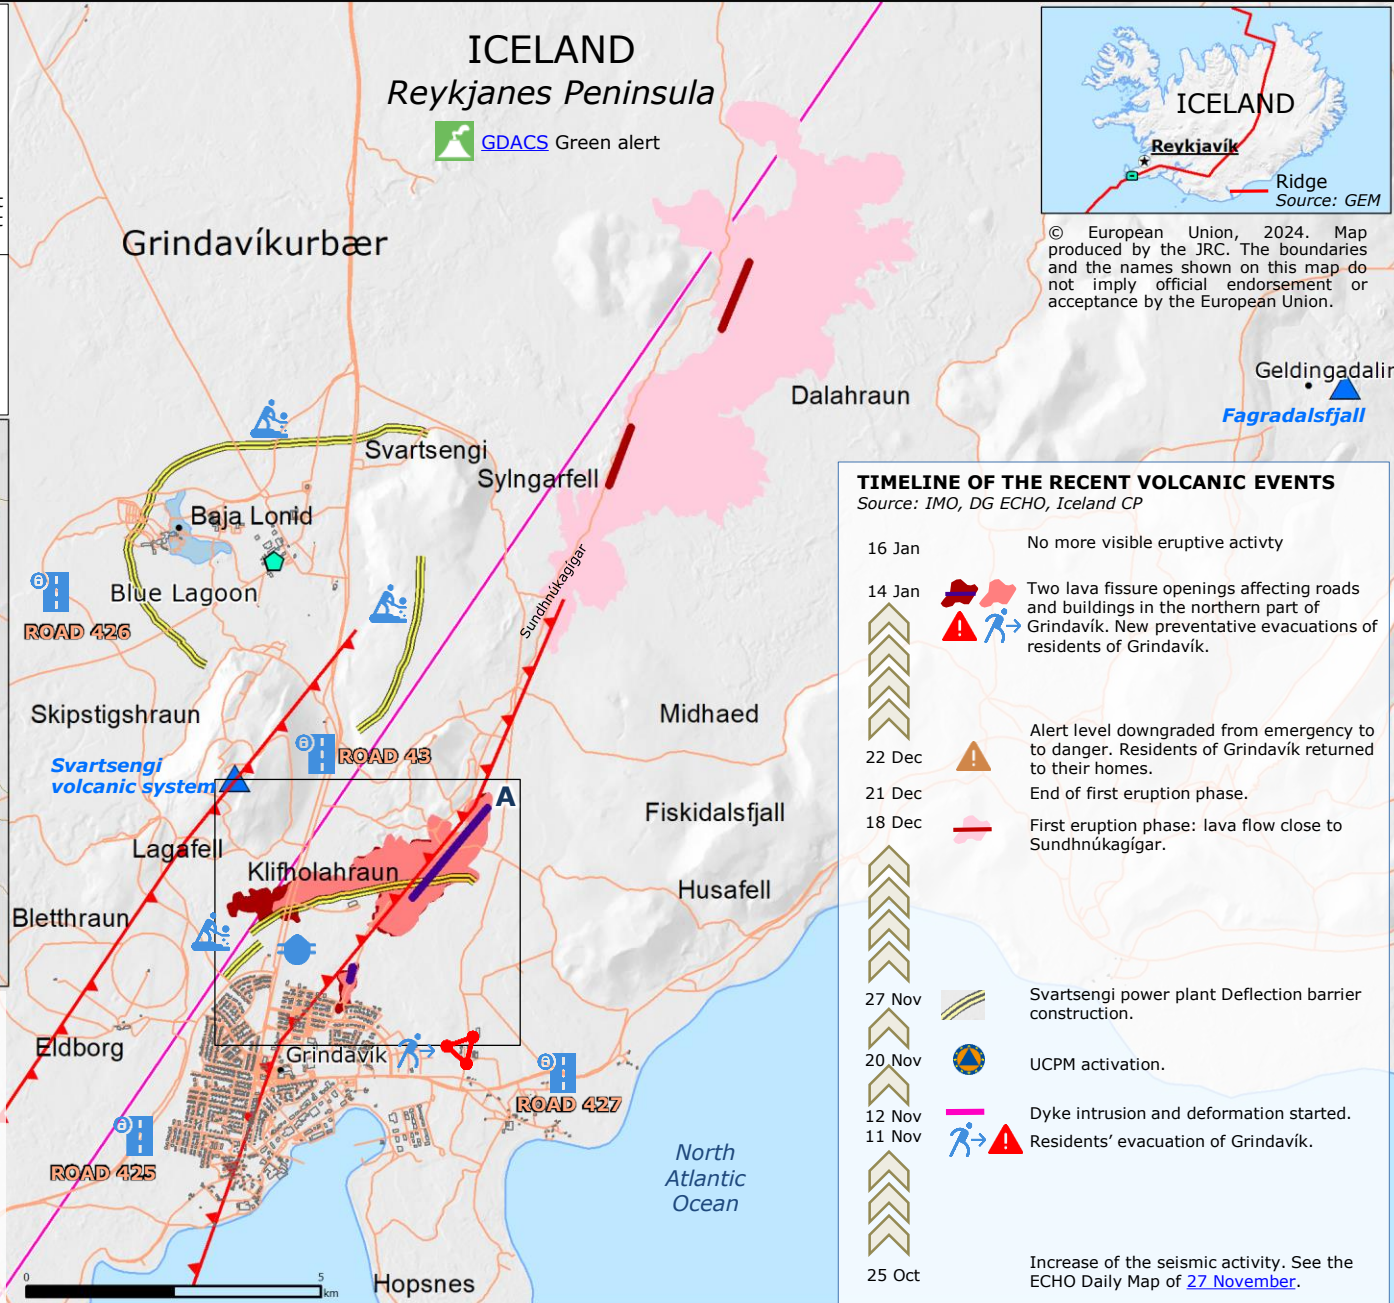 ICELAND
Reykjanes Peninsula
GDACS Green alert
ICELAND
Reykjavík
Ridge
Source: GEM
© European Union, 2024. Map
produced by the JRC. The boundaries
and the names shown on this map do
not imply official endorsement or
acceptance by the European Union.
Grindavíkurbær
Geldingadalir
Fagradalsfjall
Dalahraun
Svartsengi
Sylngarfell
Baja Lonid
Blue Lagoon
ROAD 426
Sundhnúkagígar
Skipstigshraun
Midhaed
ROAD 43
Svartsengi
volcanic system
A
Fiskidalsfjall
Lagafell
Klifholahraun
Husafell
Bletthraun
Eldborg
Grindavik
ROAD 427
ROAD 425
North
Atlantic
Ocean
Hopsnes
0 5
km
TIMELINE OF THE RECENT VOLCANIC EVENTS
Source: IMO, DG ECHO, Iceland CP
16 Jan No more visible eruptive activty
14 Jan Two lava fissure openings affecting roads
and buildings in the northern part of
Grindavík. New preventative evacuations of
residents of Grindavík.
Alert level downgraded from emergency to
22 Dec to danger. Residents of Grindavík returned
to their homes.
21 Dec End of first eruption phase.
18 Dec First eruption phase: lava flow close to
Sundhnúkagígar.
27 Nov Svartsengi power plant Deflection barrier
construction.
20 Nov UCPM activation.
12 Nov Dyke intrusion and deformation started.
11 Nov Residents' evacuation of Grindavík.
25 Oct Increase of the seismic activity. See the
ECHO Daily Map of 27 November.